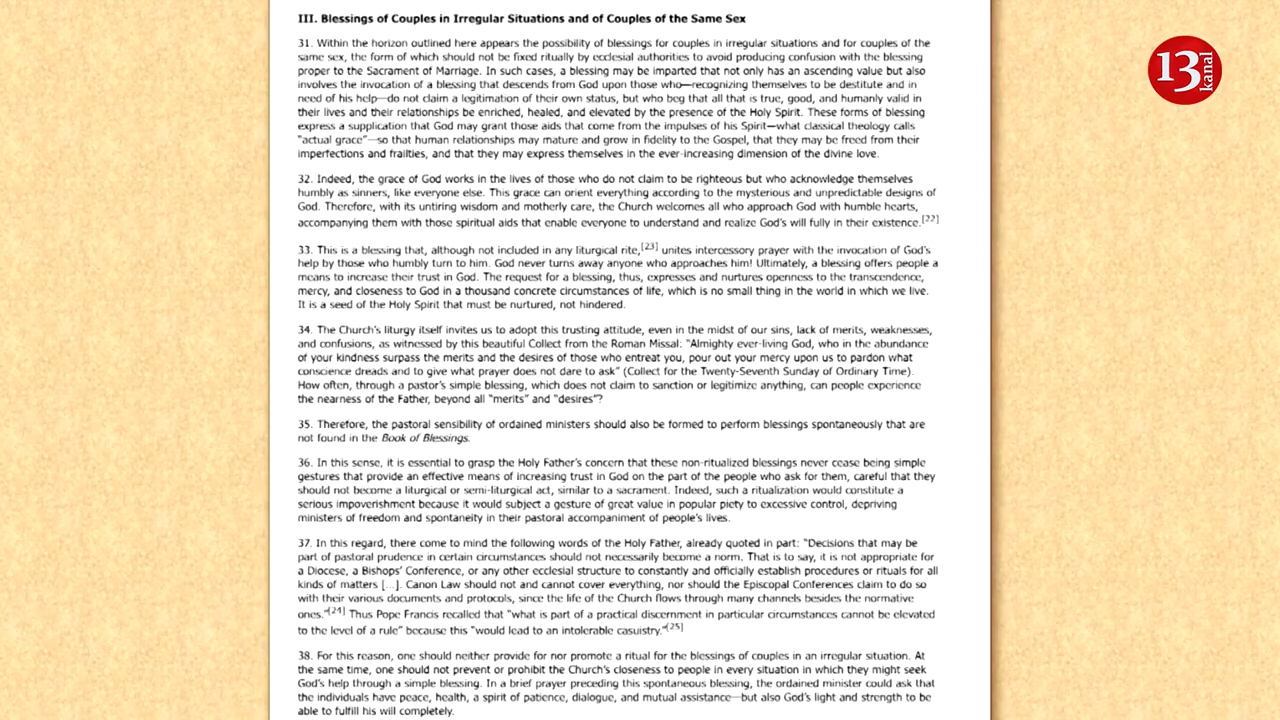 III. Blessings of Couples in Irregular Situations and of Couples of the Same Sex
31. Within the horizon outlined here appears the possibility of blessings for couples in irregular situations and for couples of the
same sex, the form of which should not be fixed ritually by ecclesial authorities to avoid producing confusion with the blessing
proper to the Sacrament of Marriage. In such cases, a blessing may be imparted that not only has an ascending value but also
involves the invocation of a blessing that descends from God upon those who—recognizing themselves to be destitute and in
need of his help—do not claim a legitimation of their own status, but who beg that all that is true, good, and humanly valid in
their lives and their relationships be enriched, healed, and elevated by the presence of the Holy Spirit. These forms of blessing
express a supplication that God may grant those aids that come from the impulses of his Spirit—what classical theology calls
“actual grace”—so that human relationships may mature and grow in fidelity to the Gospel, that they may be freed from their
imperfections and frailties, and that they may express themselves in the ever-increasing dimension of the divine love.
32. Indeed, the grace of God works in the lives of those who do not claim to be righteous but who acknowledge themselves
humbly as sinners, like everyone else. This grace can orient everything according to the mysterious and unpredictable designs of
God. Therefore, with its untiring wisdom and motherly care, the Church welcomes all who approach God with humble hearts,
accompanying them with those spiritual aids that enable everyone to understand and realize God’s will fully in their existence.[22]
33. This is a blessing that, although not included in any liturgical rite,[23] unites intercessory prayer with the invocation of God’s
help by those who humbly turn to him. God never turns away anyone who approaches him! Ultimately, a blessing offers people a
means to increase their trust in God. The request for a blessing, thus, expresses and nurtures openness to the transcendence,
mercy, and closeness to God in a thousand concrete circumstances of life, which is no small thing in the world in which we live.
It is a seed of the Holy Spirit that must be nurtured, not hindered.
34. The Church’s liturgy itself invites us to adopt this trusting attitude, even in the midst of our sins, lack of merits, weaknesses,
and confusions, as witnessed by this beautiful Collect from the Roman Missal: “Almighty ever-living God, who in the abundance
of your kindness surpass the merits and the desires of those who entreat you, pour out your mercy upon us to pardon what
conscience dreads and to give what prayer does not dare to ask” (Collect for the Twenty-Seventh Sunday of Ordinary Time).
How often, through a pastor’s simple blessing, which does not claim to sanction or legitimize anything, can people experience
the nearness of the Father, beyond all “merits” and “desires”?
35. Therefore, the pastoral sensibility of ordained ministers should also be formed to perform blessings spontaneously that are
not found in the Book of Blessings.
36. In this sense, it is essential to grasp the Holy Father’s concern that these non-ritualized blessings never cease being simple
gestures that provide an effective means of increasing trust in God on the part of the people who ask for them, careful that they
should not become a liturgical or semi-liturgical act, similar to a sacrament. Indeed, such a ritualization would constitute a
serious impoverishment because it would subject a gesture of great value in popular piety to excessive control, depriving
ministers of freedom and spontaneity in their pastoral accompaniment of people’s lives.
37. In this regard, there come to mind the following words of the Holy Father, already quoted in part: “Decisions that may be
part of pastoral prudence in certain circumstances should not necessarily become a norm. That is to say, it is not appropriate for
a Diocese, a Bishops’ Conference, or any other ecclesial structure to constantly and officially establish procedures or rituals for all
kinds of matters […]. Canon Law should not and cannot cover everything, nor should the Episcopal Conferences claim to do so
with their various documents and protocols, since the life of the Church flows through many channels besides the normative
ones.”[24] Thus Pope Francis recalled that “what is part of a practical discernment in particular circumstances cannot be elevated
to the level of a rule” because this “would lead to an intolerable casuistry.”[25]
38. For this reason, one should neither provide for nor promote a ritual for the blessings of couples in an irregular situation. At
the same time, one should not prevent or prohibit the Church’s closeness to people in every situation in which they might seek
God’s help through a simple blessing. In a brief prayer preceding this spontaneous blessing, the ordained minister could ask that
the individuals have peace, health, a spirit of patience, dialogue, and mutual assistance—but also God’s light and strength to be
able to fulfill his will completely.
13
kanal